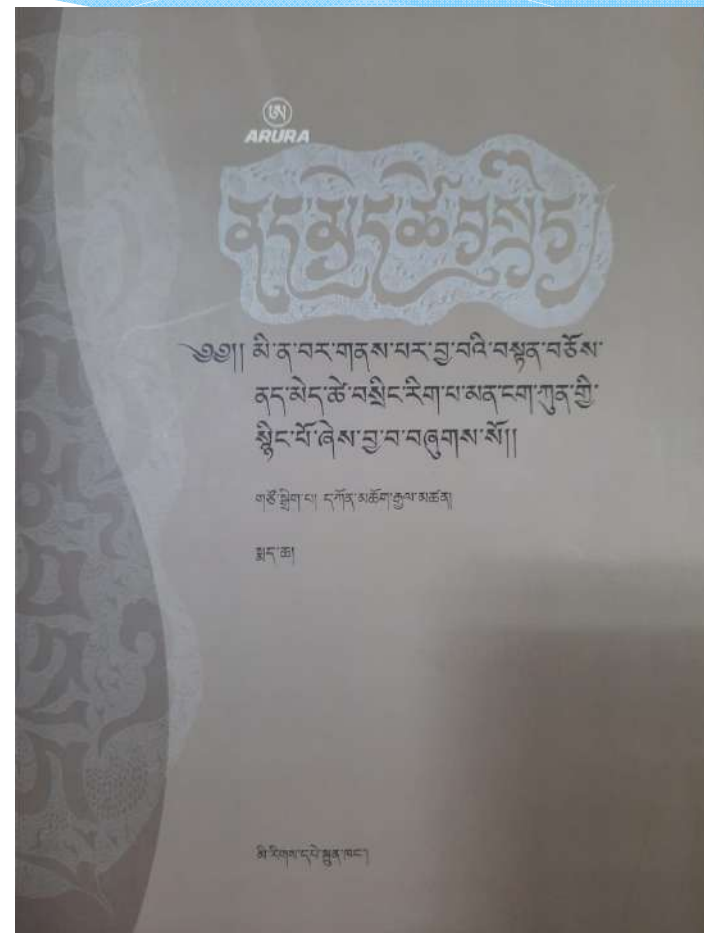 ཨ
ARURA
ནད་མེད་ཚེ་བསྲིང་།
༄༅།། མི་ན་བར་གནས་པར་བྱ་བའི་བསྟན་བཅོས་
ནད་མེད་ཚེ་བསྲིང་རིག་པ་མན་ངག་ཀུན་གྱི་
སྙིང་པོ་ཞེས་བྱ་བ་བཞུགས་སོ།།
གཙོ་སྒྲིག་པ། དཀོན་མཆོག་རྒྱལ་མཚན།
སྨད་ཆ།
མི་རིགས་དཔེ་སྐྲུན་ཁང་།